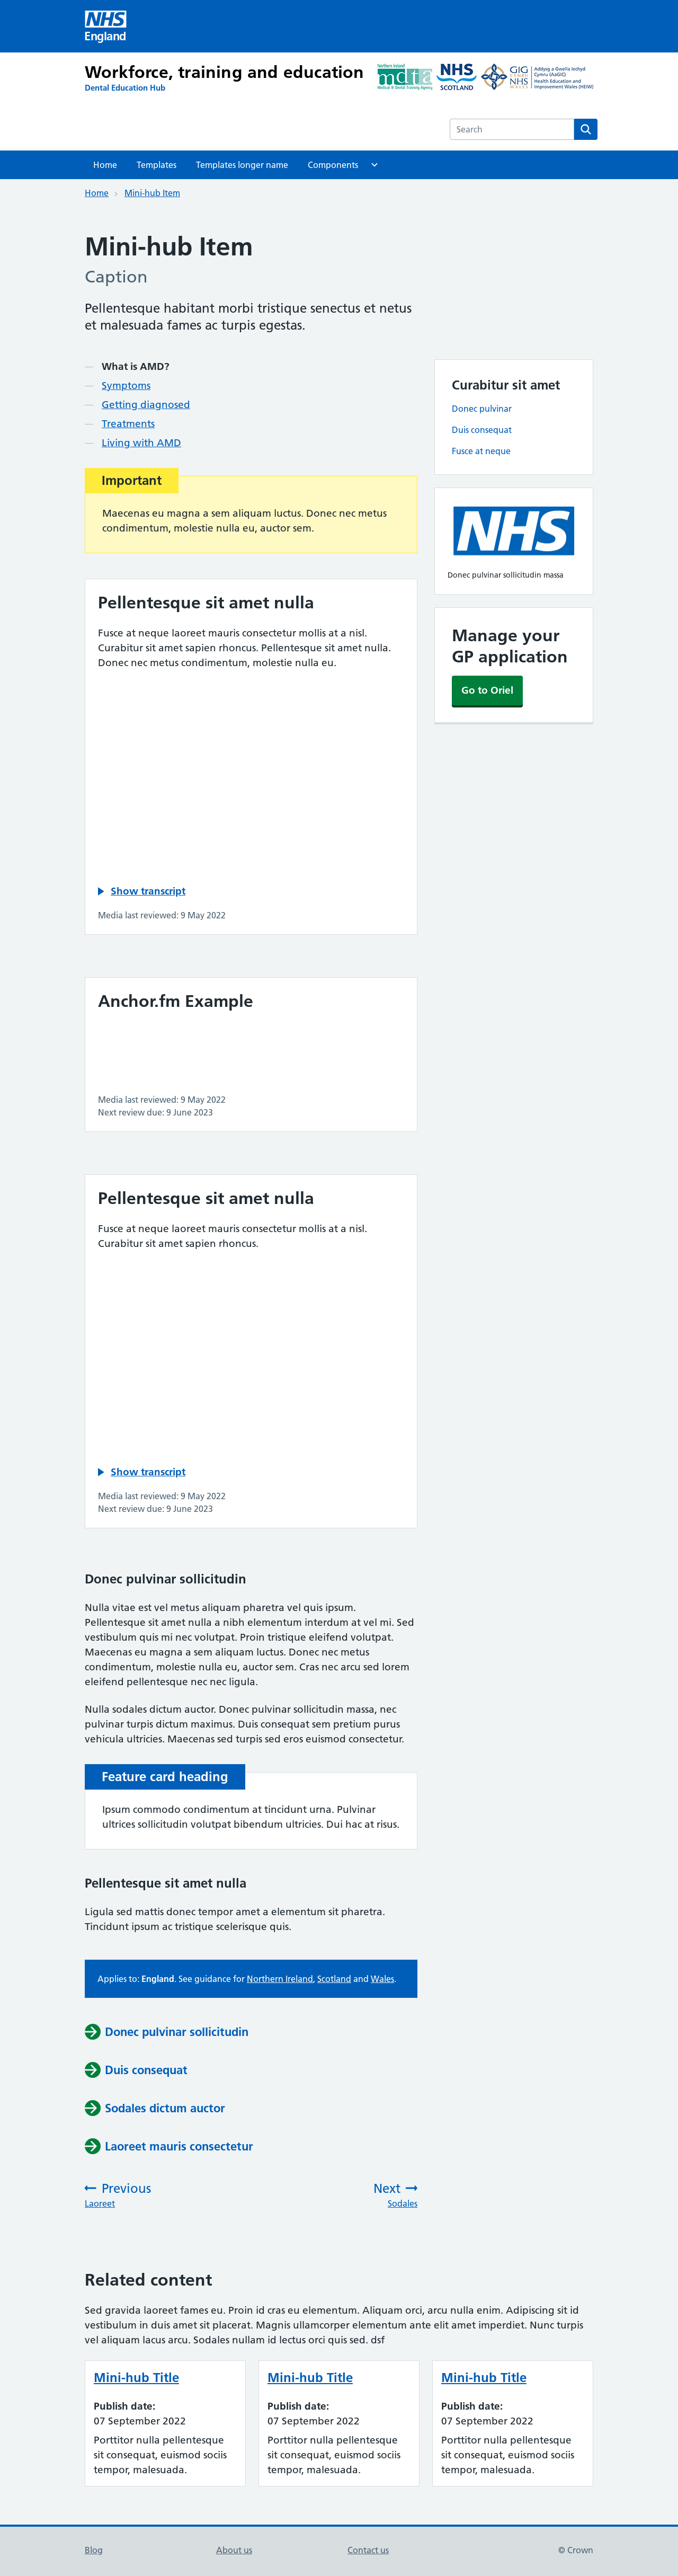 NHS
England
Workforce, training and education
Dental Education Hub
Northern Ireland
mdta
Medical & Dental Training Agency
NHS
SCOTLAND
GIG
CYMRU
NHS
WALES
Addysg a Gwella Iechyd
Cymru (AaGIC)
Health Education and
Improvement Wales (HEIW)
Search
Home
Templates
Templates longer name
Components
Home
Mini-hub Item
Mini-hub Item
Caption
Pellentesque habitant morbi tristique senectus et netus
et malesuada fames ac turpis egestas.
What is AMD?
Symptoms
Getting diagnosed
Treatments
Living with AMD
Important
Maecenas eu magna a sem aliquam luctus. Donec nec metus
condimentum, molestie nulla eu, auctor sem.
Pellentesque sit amet nulla
Fusce at neque laoreet mauris consectetur mollis at a nisl.
Curabitur sit amet sapien rhoncus. Pellentesque sit amet nulla.
Donec nec metus condimentum, molestie nulla eu.
Show transcript
Media last reviewed: 9 May 2022
Anchor.fm Example
Media last reviewed: 9 May 2022
Next review due: 9 June 2023
Pellentesque sit amet nulla
Fusce at neque laoreet mauris consectetur mollis at a nisl.
Curabitur sit amet sapien rhoncus.
Show transcript
Media last reviewed: 9 May 2022
Next review due: 9 June 2023
Donec pulvinar sollicitudin
Nulla vitae est vel metus aliquam pharetra vel quis ipsum.
Pellentesque sit amet nulla a nibh elementum interdum at vel mi. Sed
vestibulum quis mi nec volutpat. Proin tristique eleifend volutpat.
Maecenas eu magna a sem aliquam luctus. Donec nec metus
condimentum, molestie nulla eu, auctor sem. Cras nec arcu sed lorem
eleifend pellentesque nec nec ligula.
Nulla sodales dictum auctor. Donec pulvinar sollicitudin massa, nec
pulvinar turpis dictum maximus. Duis consequat sem pretium purus
vehicula ultricies. Maecenas sed turpis sed eros euismod consectetur.
Feature card heading
Ipsum commodo condimentum at tincidunt urna. Pulvinar
ultrices sollicitudin volutpat bibendum ultricies. Dui hac at risus.
Pellentesque sit amet nulla
Ligula sed mattis donec tempor amet a elementum sit pharetra.
Tincidunt ipsum ac tristique scelerisque quis.
Applies to: England. See guidance for Northern Ireland, Scotland and Wales.
Donec pulvinar sollicitudin
Duis consequat
Sodales dictum auctor
Laoreet mauris consectetur
Previous
Laoreet
Next
Sodales
Curabitur sit amet
Donec pulvinar
Duis consequat
Fusce at neque
NHS
Donec pulvinar sollicitudin massa
Manage your
GP application
Go to Oriel
Related content
Sed gravida laoreet fames eu. Proin id cras eu elementum. Aliquam orci, arcu nulla enim. Adipiscing sit id
vestibulum in duis amet sit placerat. Magnis ullamcorper elementum ante elit amet imperdiet. Nunc turpis
vel aliquam lacus arcu. Sodales nullam id lectus orci quis sed. dsf
Mini-hub Title
Publish date:
07 September 2022
Porttitor nulla pellentesque
sit consequat, euismod sociis
tempor, malesuada.
Mini-hub Title
Publish date:
07 September 2022
Porttitor nulla pellentesque
sit consequat, euismod sociis
tempor, malesuada.
Mini-hub Title
Publish date:
07 September 2022
Porttitor nulla pellentesque
sit consequat, euismod sociis
tempor, malesuada.
Blog
About us
Contact us
© Crown